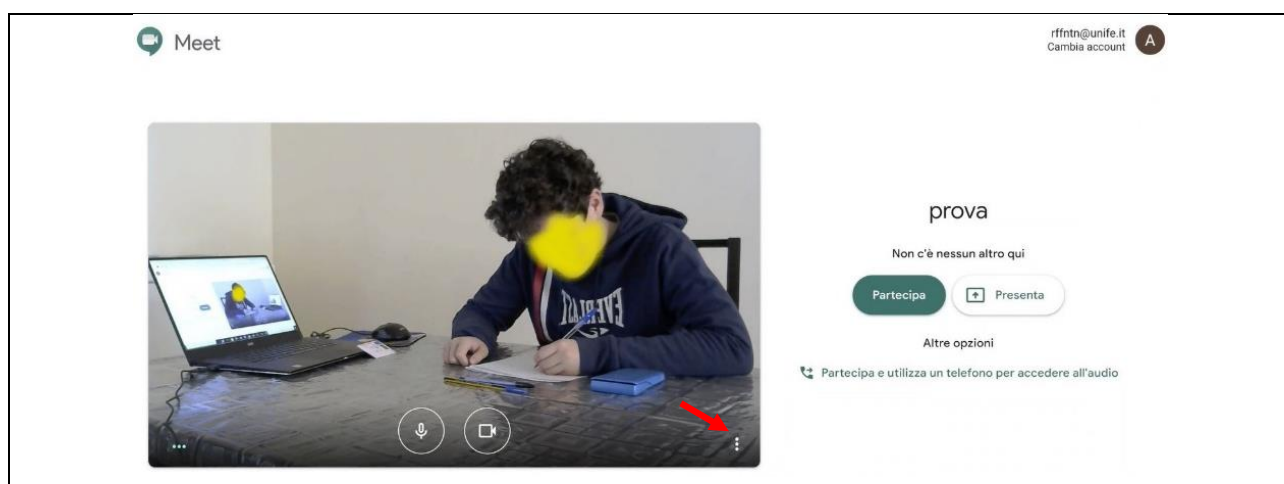 Meet
rffntn@unife.it
Cambia account
A
prova
Non c'è nessun altro qui
Partecipa
Presenta
Altre opzioni
Partecipa e utilizza un telefono per accedere all'audio
EVERLAST